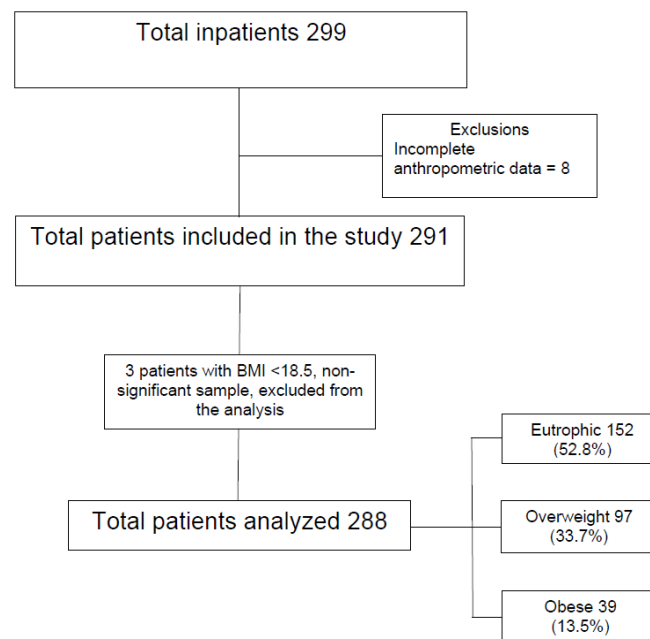 Total inpatients 299
Exclusions
Incomplete
anthropometric data = 8
Total patients included in the study 291
3 patients with BMI <18.5, non-
significant sample, excluded from
the analysis
Total patients analyzed 288
Eutrophic 152
(52.8%)
Overweight 97
(33.7%)
Obese 39
(13.5%)